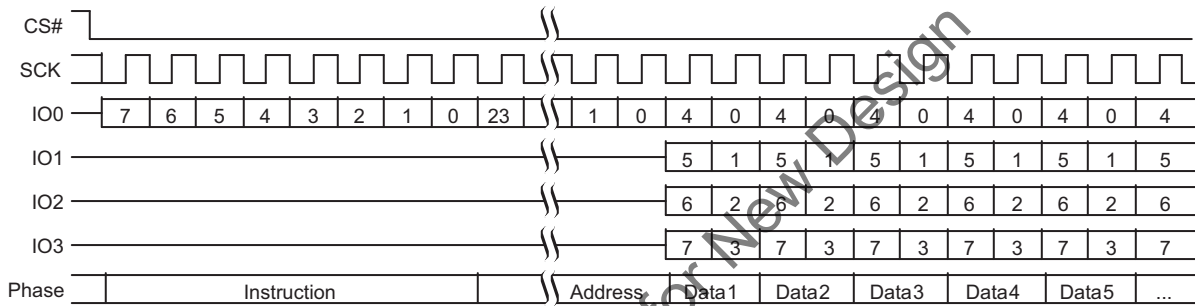 CS#
SCK
IO0 7 6 5 4 3 2 1 0 23 1 0 4 0 4 0 4 0 4 0 4 0 4
IO1 5 1 5 1 5 1 5 1 5 1 5
IO2 6 2 6 2 6 2 6 2 6 2 6
IO3 7 3 7 3 7 3 7 3 7 3 7
Phase Instruction Address Data1 Data2 Data3 Data4 Data5 ...
for New Design